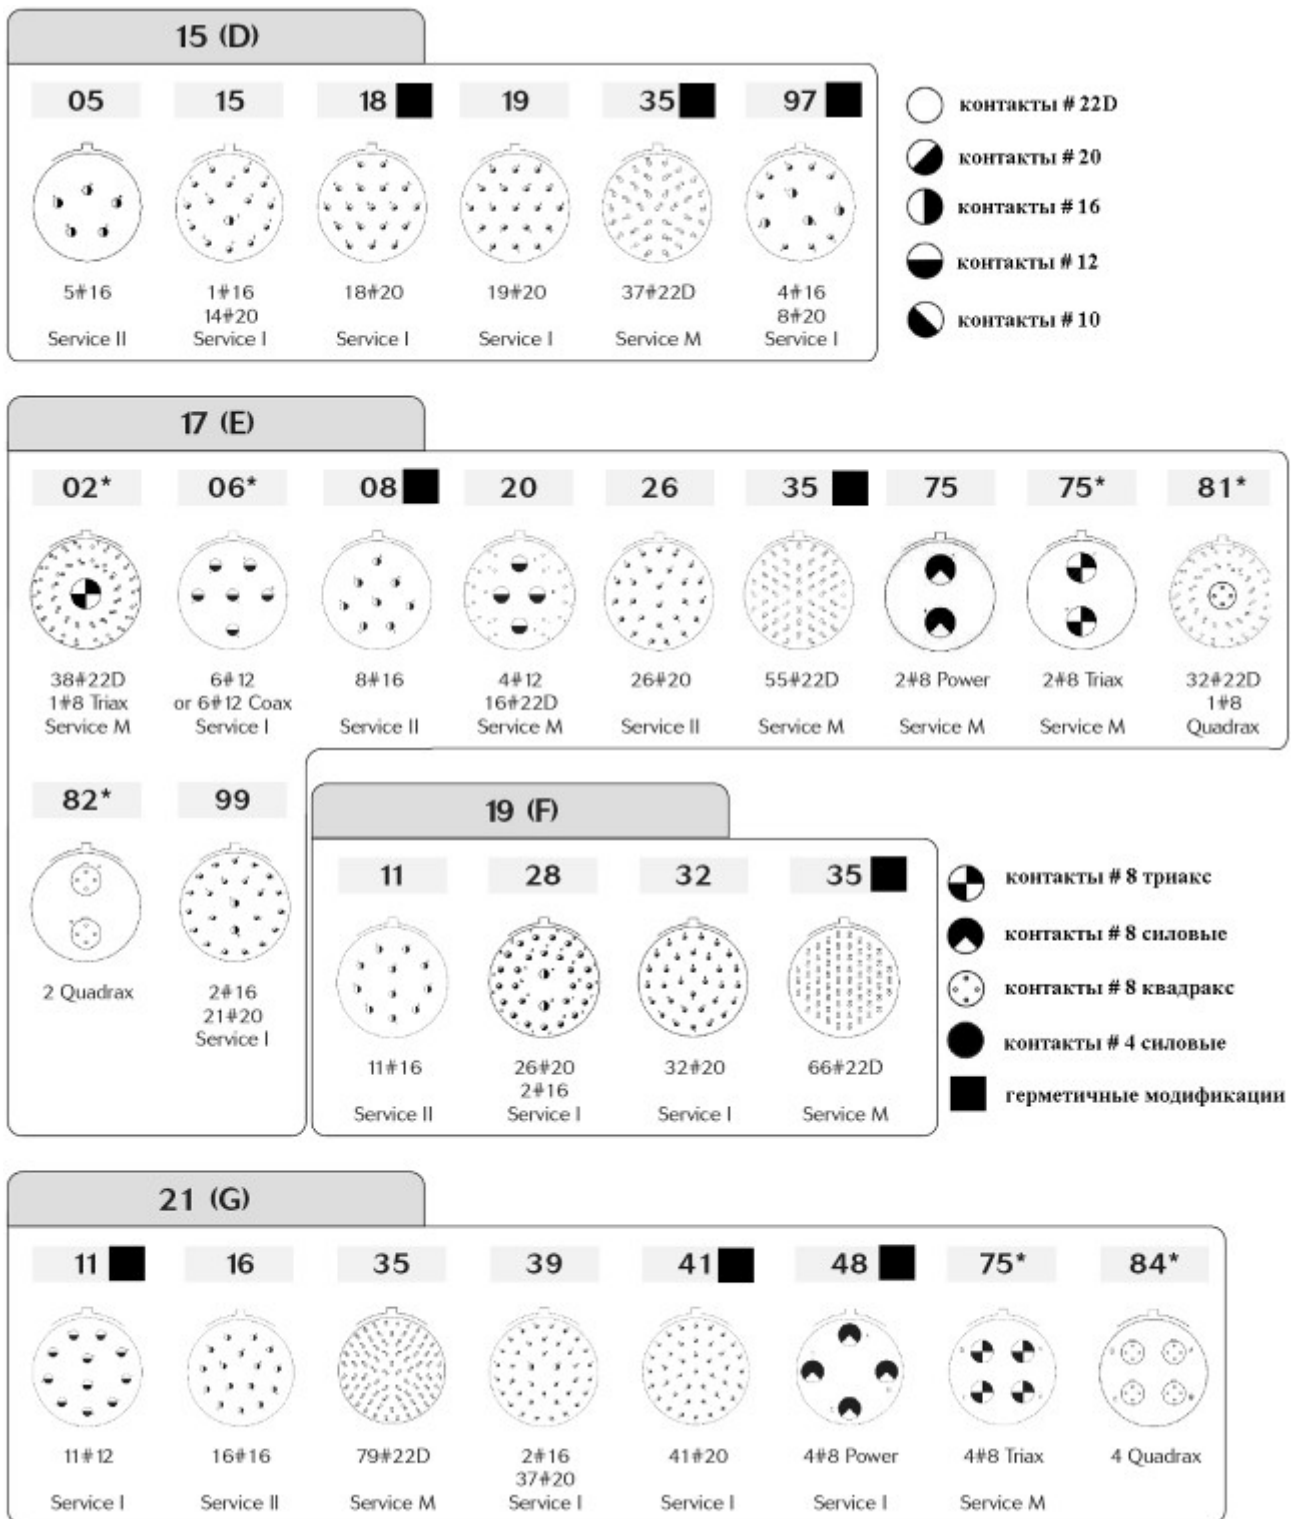 15 (D)
05 15 18 19 35 97
5#16 1#16 18#20 19#20 37#22D 4#16
14#20 8#20
Service II Service I Service I Service I Service M Service I
контакты # 22D
контакты # 20
контакты # 16
контакты # 12
контакты # 10
17 (E)
02* 06* 08 20 26 35 75 75* 81*
38#22D 6#12 8#16 4#12 26#20 55#22D 2#8 Power 2#8 Triax 32#22D
1#8 Triax or 6#12 Coax 16#22D 1#8
Service M Service I Service II Service M Service II Service M Service M Service M Quadrax
82* 99
2 Quadrax 2#16
21#20
Service I
19 (F)
11 28 32 35
11#16 26#20 32#20 66#22D
2#16
Service II Service I Service I Service M
контакты # 8 триакс
контакты # 8 силовые
контакты # 8 квадракс
контакты # 4 силовые
герметичные модификации
21 (G)
11 16 35 39 41 48 75* 84*
11#12 16#16 79#22D 2#16 41#20 4#8 Power 4#8 Triax 4 Quadrax
37#20
Service I Service II Service M Service I Service I Service I Service M